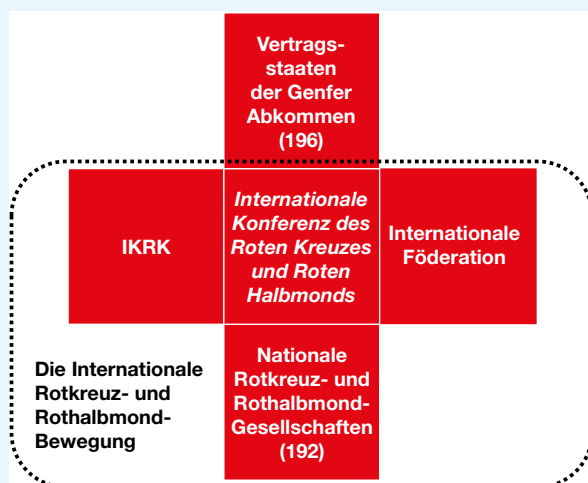 Vertrags-
staaten
der Genfer
Abkommen
(196)
IKRK
Internationale
Konferenz des
Roten Kreuzes
und Roten
Halbmonds
Internationale
Föderation
Die Internationale
Rotkreuz- und
Rothalbmond-
Bewegung
Nationale
Rotkreuz- und
Rothalbmond-
Gesellschaften
(192)